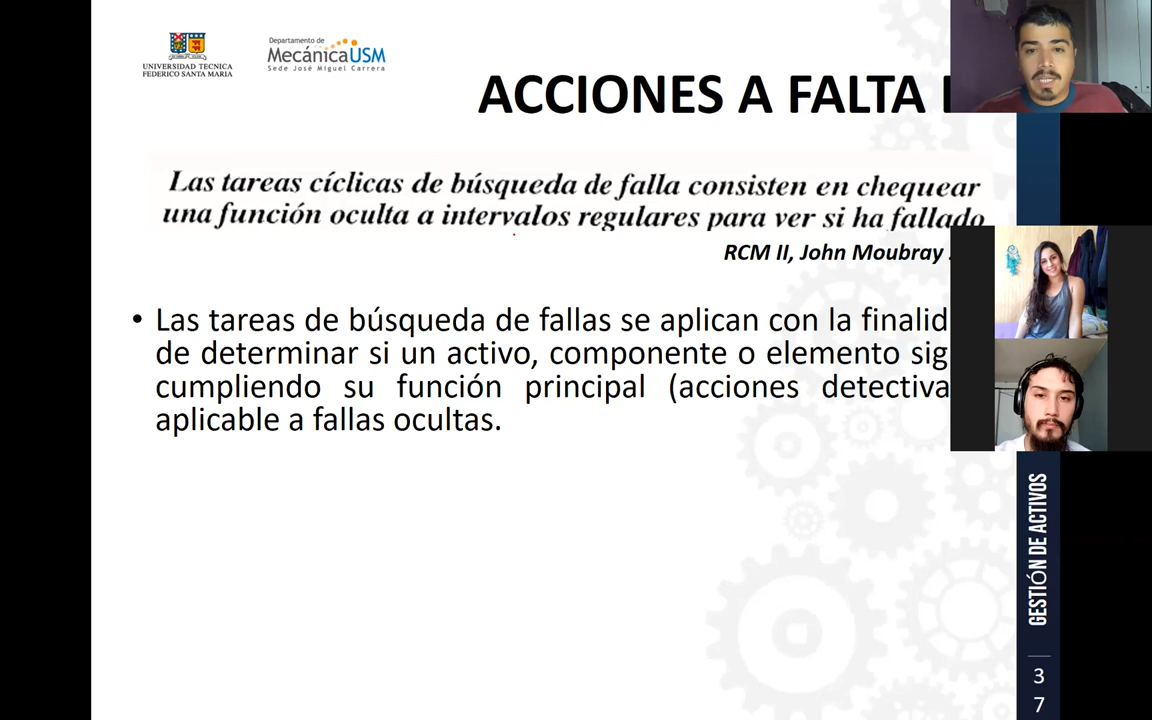 UNIVERSIDAD TECNICA
FEDERICO SANTA MARIA
Departamento de
MecánicaUSM
Sede José Miguel Carrera
ACCIONES A FALTA
Las tareas cíclicas de búsqueda de falla consisten en chequear
una función oculta a intervalos regulares para ver si ha fallado
RCM II, John Moubray
• Las tareas de búsqueda de fallas se aplican con la finalid
de determinar si un activo, componente o elemento sig
cumpliendo su función principal (acciones detectiva
aplicable a fallas ocultas.
GESTIÓN DE ACTIVOS
3
7